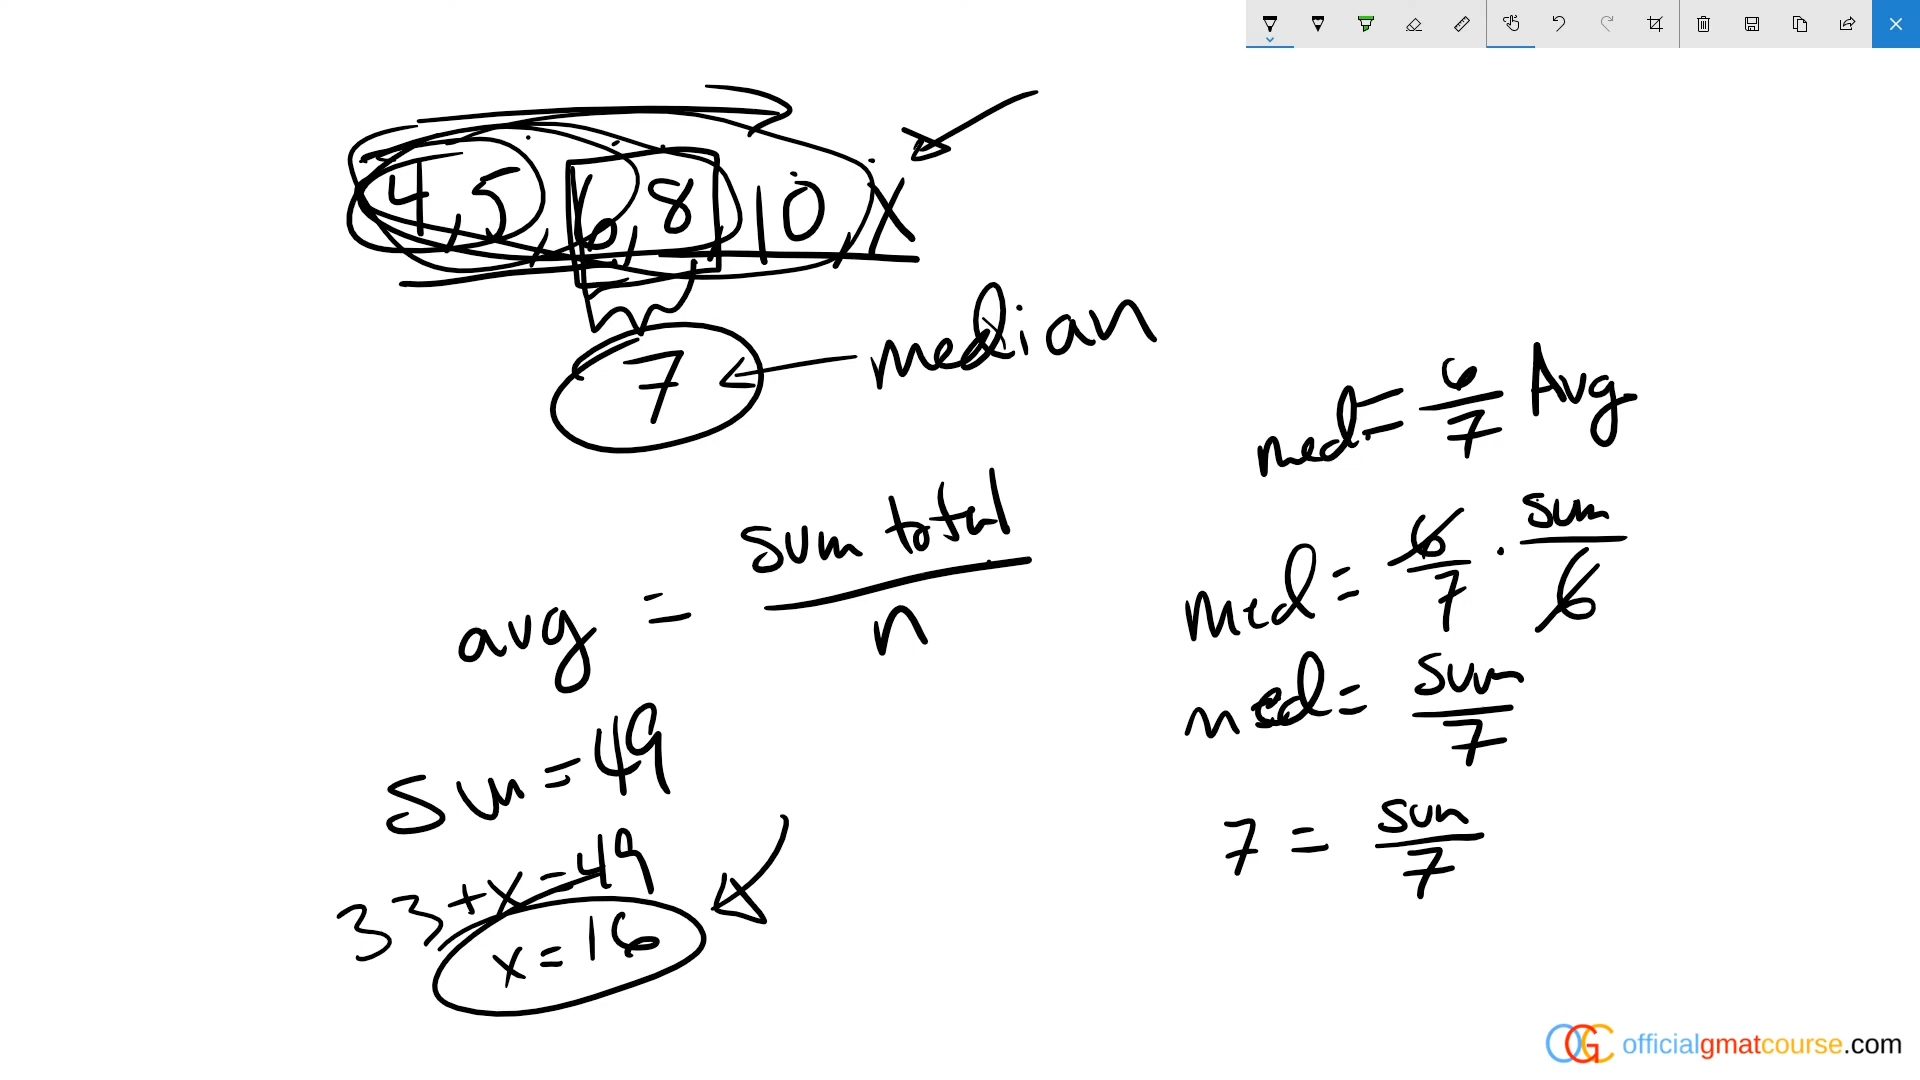 4, 5, 6, 8, 10, X
7 ← median
avg = sum total / n
sum = 49
33 + x = 49
x = 16
med = 6/7 Avg
med = 6/7 · sum/6
med = sum/7
7 = sum/7
OGC officialgmatcourse.com